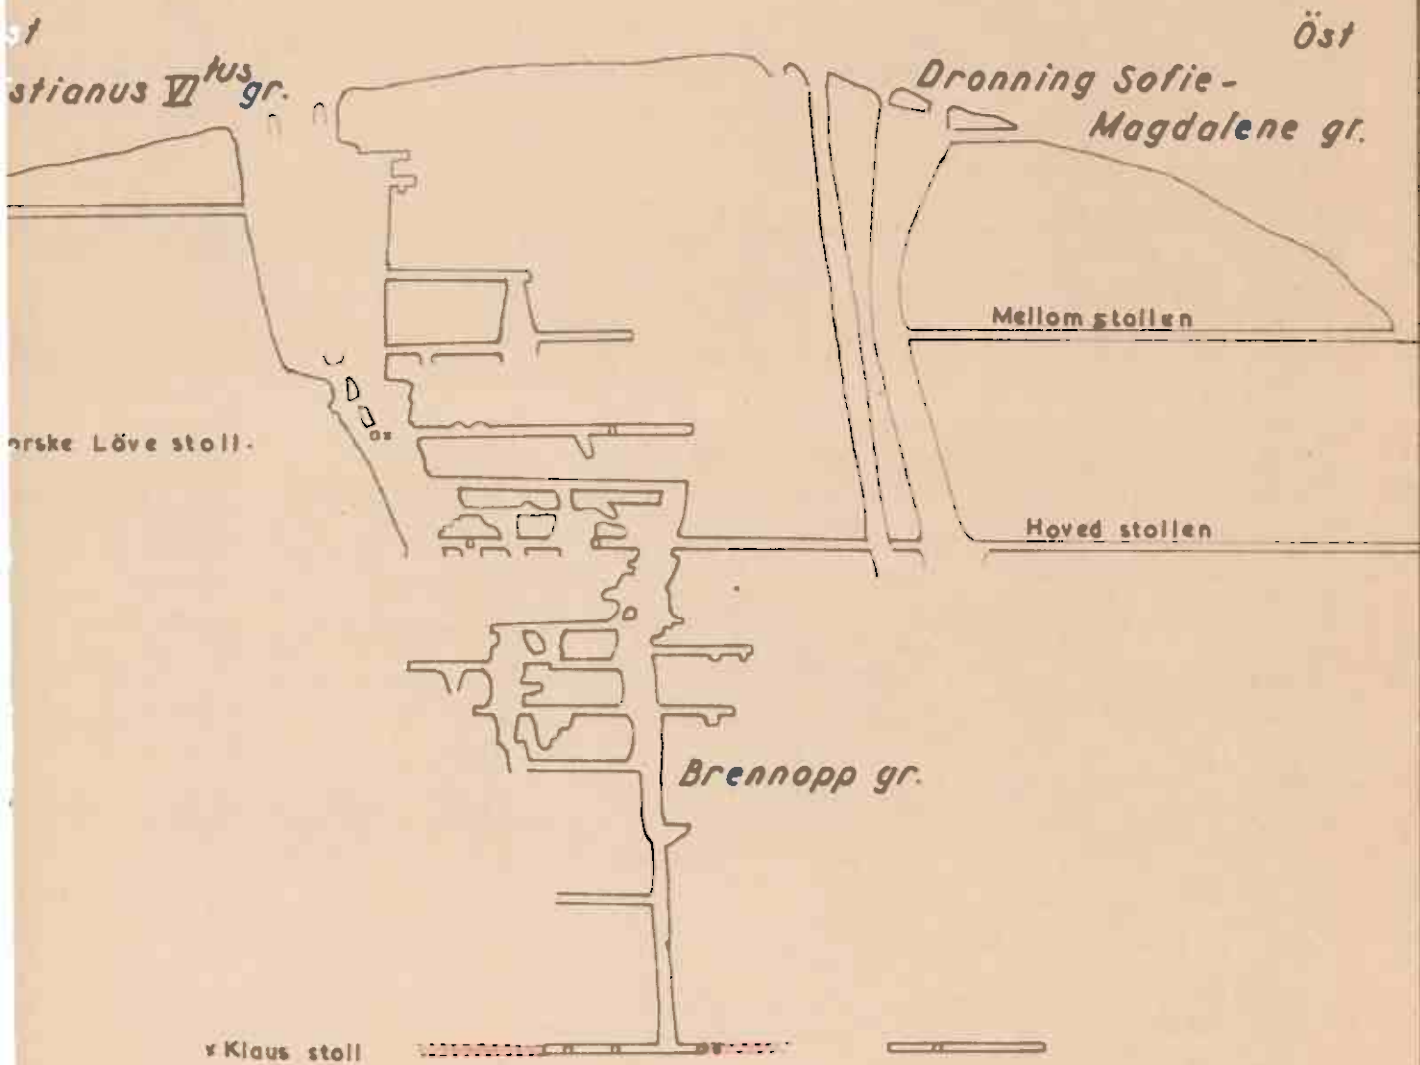 st Öst
stianus VI tus gr.
Dronning Sofie-
Magdalene gr.
Mellom stollen
orske Löve stoll.
Hoved stollen
Brennopp gr.
Klaus stoll